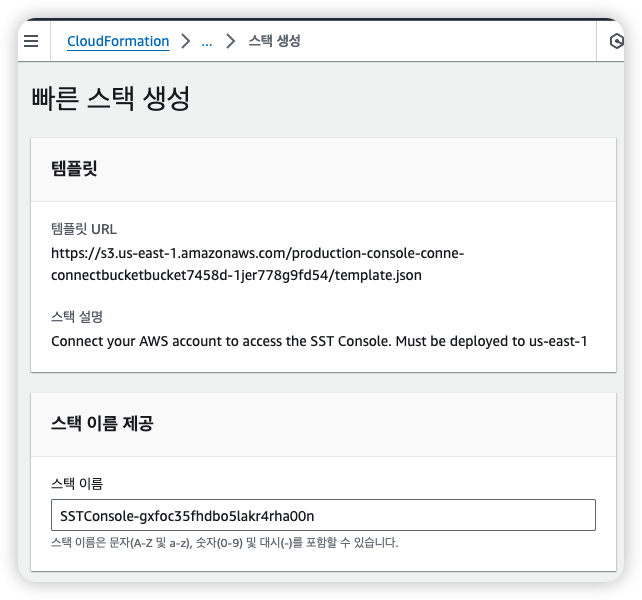 CloudFormation > ... > 스택 생성
빠른 스택 생성
템플릿
템플릿 URL
https://s3.us-east-1.amazonaws.com/production-console-conne-
connectbucketbucket7458d-1jer778g9fd54/template.json
스택 설명
Connect your AWS account to access the SST Console. Must be deployed to us-east-1
스택 이름 제공
스택 이름
SSTConsole-gxfoc35fhdbo5lakr4rha00n
스택 이름은 문자(A-Z 및 a-z), 숫자(0-9) 및 대시(-)를 포함할 수 있습니다.